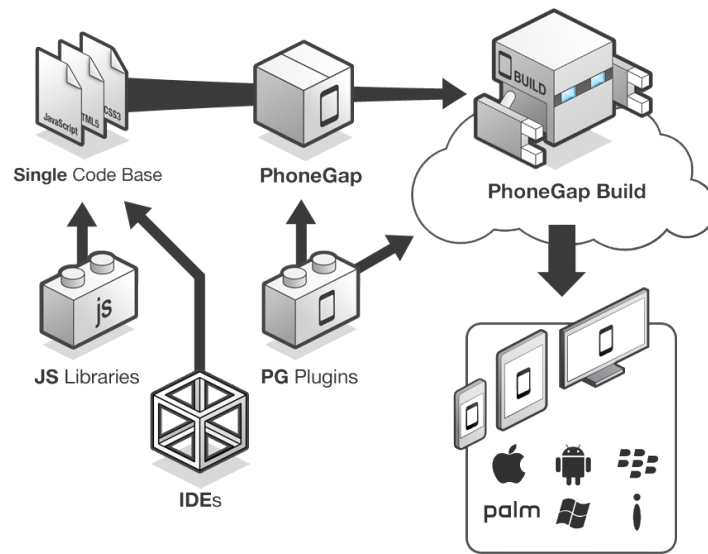 JavaScript
HTML5
CSS3
BUILD
Single Code Base
PhoneGap
PhoneGap Build
js
JS Libraries
PG Plugins
IDEs
palm